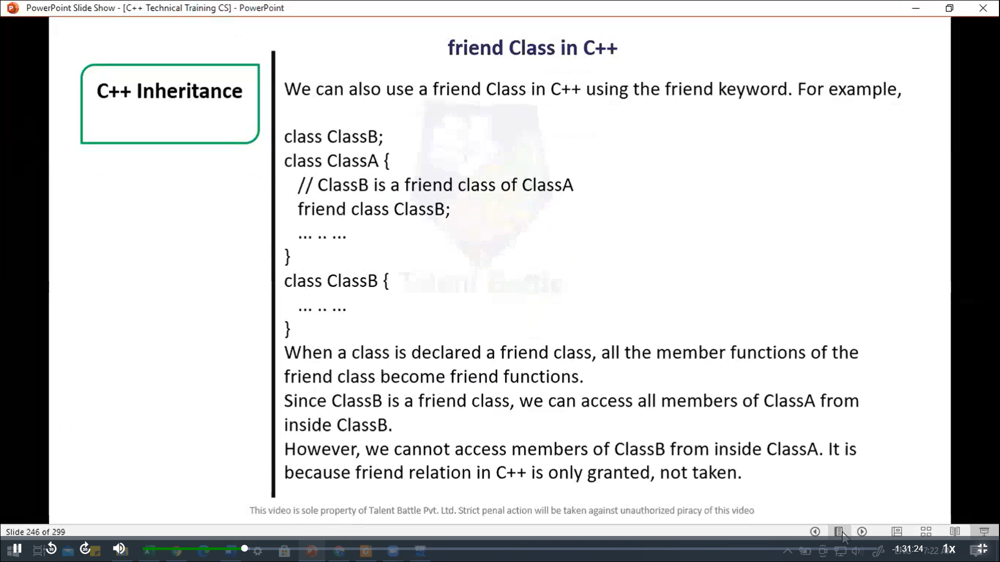 PowerPoint Slide Show - [C++ Technical Training CS] - PowerPoint
friend Class in C++
C++ Inheritance
We can also use a friend Class in C++ using the friend keyword. For example,
class ClassB;
class ClassA {
// ClassB is a friend class of ClassA
friend class ClassB;
... .. ...
}
class ClassB {
... .. ...
}
When a class is declared a friend class, all the member functions of the
friend class become friend functions.
Since ClassB is a friend class, we can access all members of ClassA from
inside ClassB.
However, we cannot access members of ClassB from inside ClassA. It is
because friend relation in C++ is only granted, not taken.
Talent Battle
This video is sole property of Talent Battle Pvt. Ltd. Strict penal action will be taken against unauthorized piracy of this video
Slide 246 of 299
10
30
-1:31:24
1x